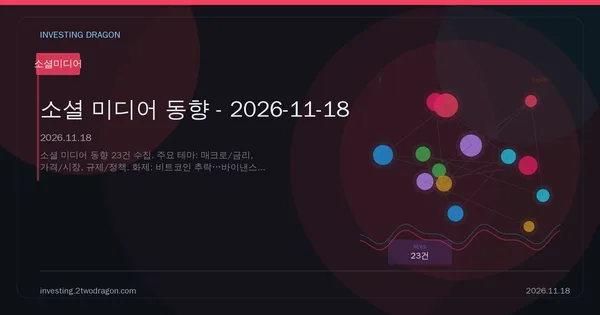 INVESTING DRAGON
소셜미디어
소셜 미디어 동향 - 2026-11-18
2026.11.18
소셜 미디어 동향 23건 수집. 주요 테마: 매크로/금리,
가격/시장, 규제/정책. 화제: 비트코인 추락…바이낸스...
23건
investing.2twodragon.com
2026.11.18